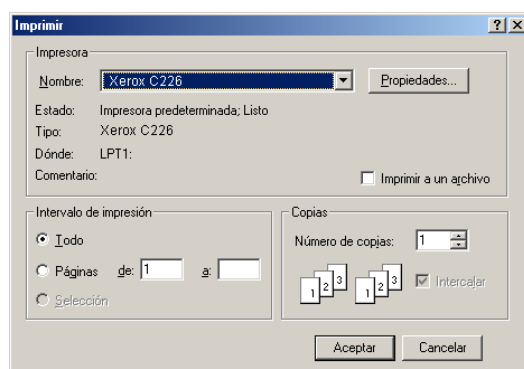 Imprimir
Impresora
Nombre: Xerox C226 Propiedades...
Estado: Impresora predeterminada; Listo
Tipo: Xerox C226
Dónde: LPT1:
Comentario: Imprimir a un archivo
Intervalo de impresión
Todo
Páginas de: 1 a:
Selección
Copias
Número de copias: 1
1 2 3 1 2 3 Intercalar
Aceptar Cancelar